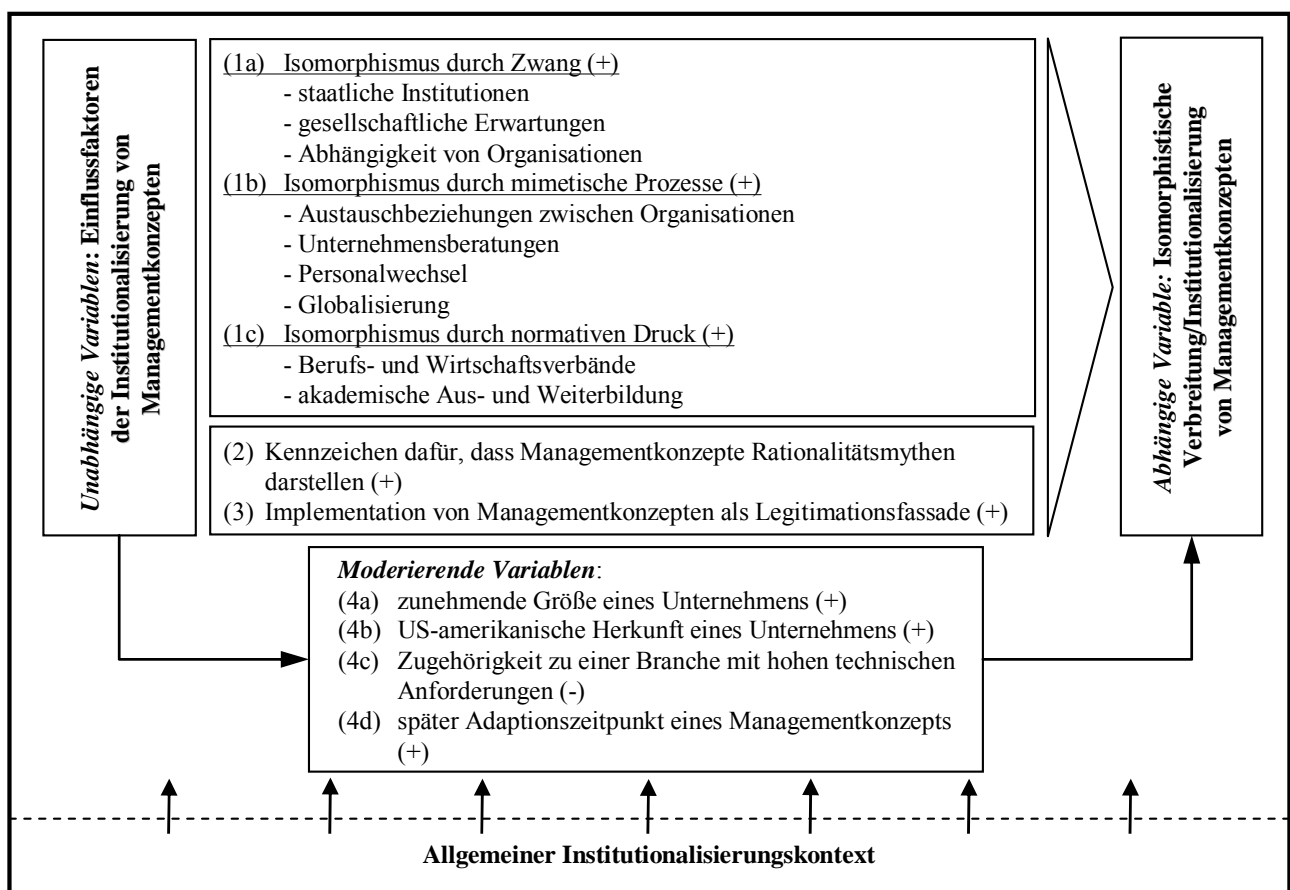 Unabhängige Variablen: Einflussfaktoren
der Institutionalisierung von
Managementkonzepten
(1a) Isomorphismus durch Zwang (+)
- staatliche Institutionen
- gesellschaftliche Erwartungen
- Abhängigkeit von Organisationen
(1b) Isomorphismus durch mimetische Prozesse (+)
- Austauschbeziehungen zwischen Organisationen
- Unternehmensberatungen
- Personalwechsel
- Globalisierung
(1c) Isomorphismus durch normativen Druck (+)
- Berufs- und Wirtschaftsverbände
- akademische Aus- und Weiterbildung
(2) Kennzeichen dafür, dass Managementkonzepte Rationalitätsmythen
darstellen (+)
(3) Implementation von Managementkonzepten als Legitimationsfassade (+)
Abhängige Variable: Isomorphistische
Verbreitung/Institutionalisierung
von Managementkonzepten
Moderierende Variablen:
(4a) zunehmende Größe eines Unternehmens (+)
(4b) US-amerikanische Herkunft eines Unternehmens (+)
(4c) Zugehörigkeit zu einer Branche mit hohen technischen
Anforderungen (-)
(4d) später Adaptionszeitpunkt eines Managementkonzepts
(+)
Allgemeiner Institutionalisierungskontext